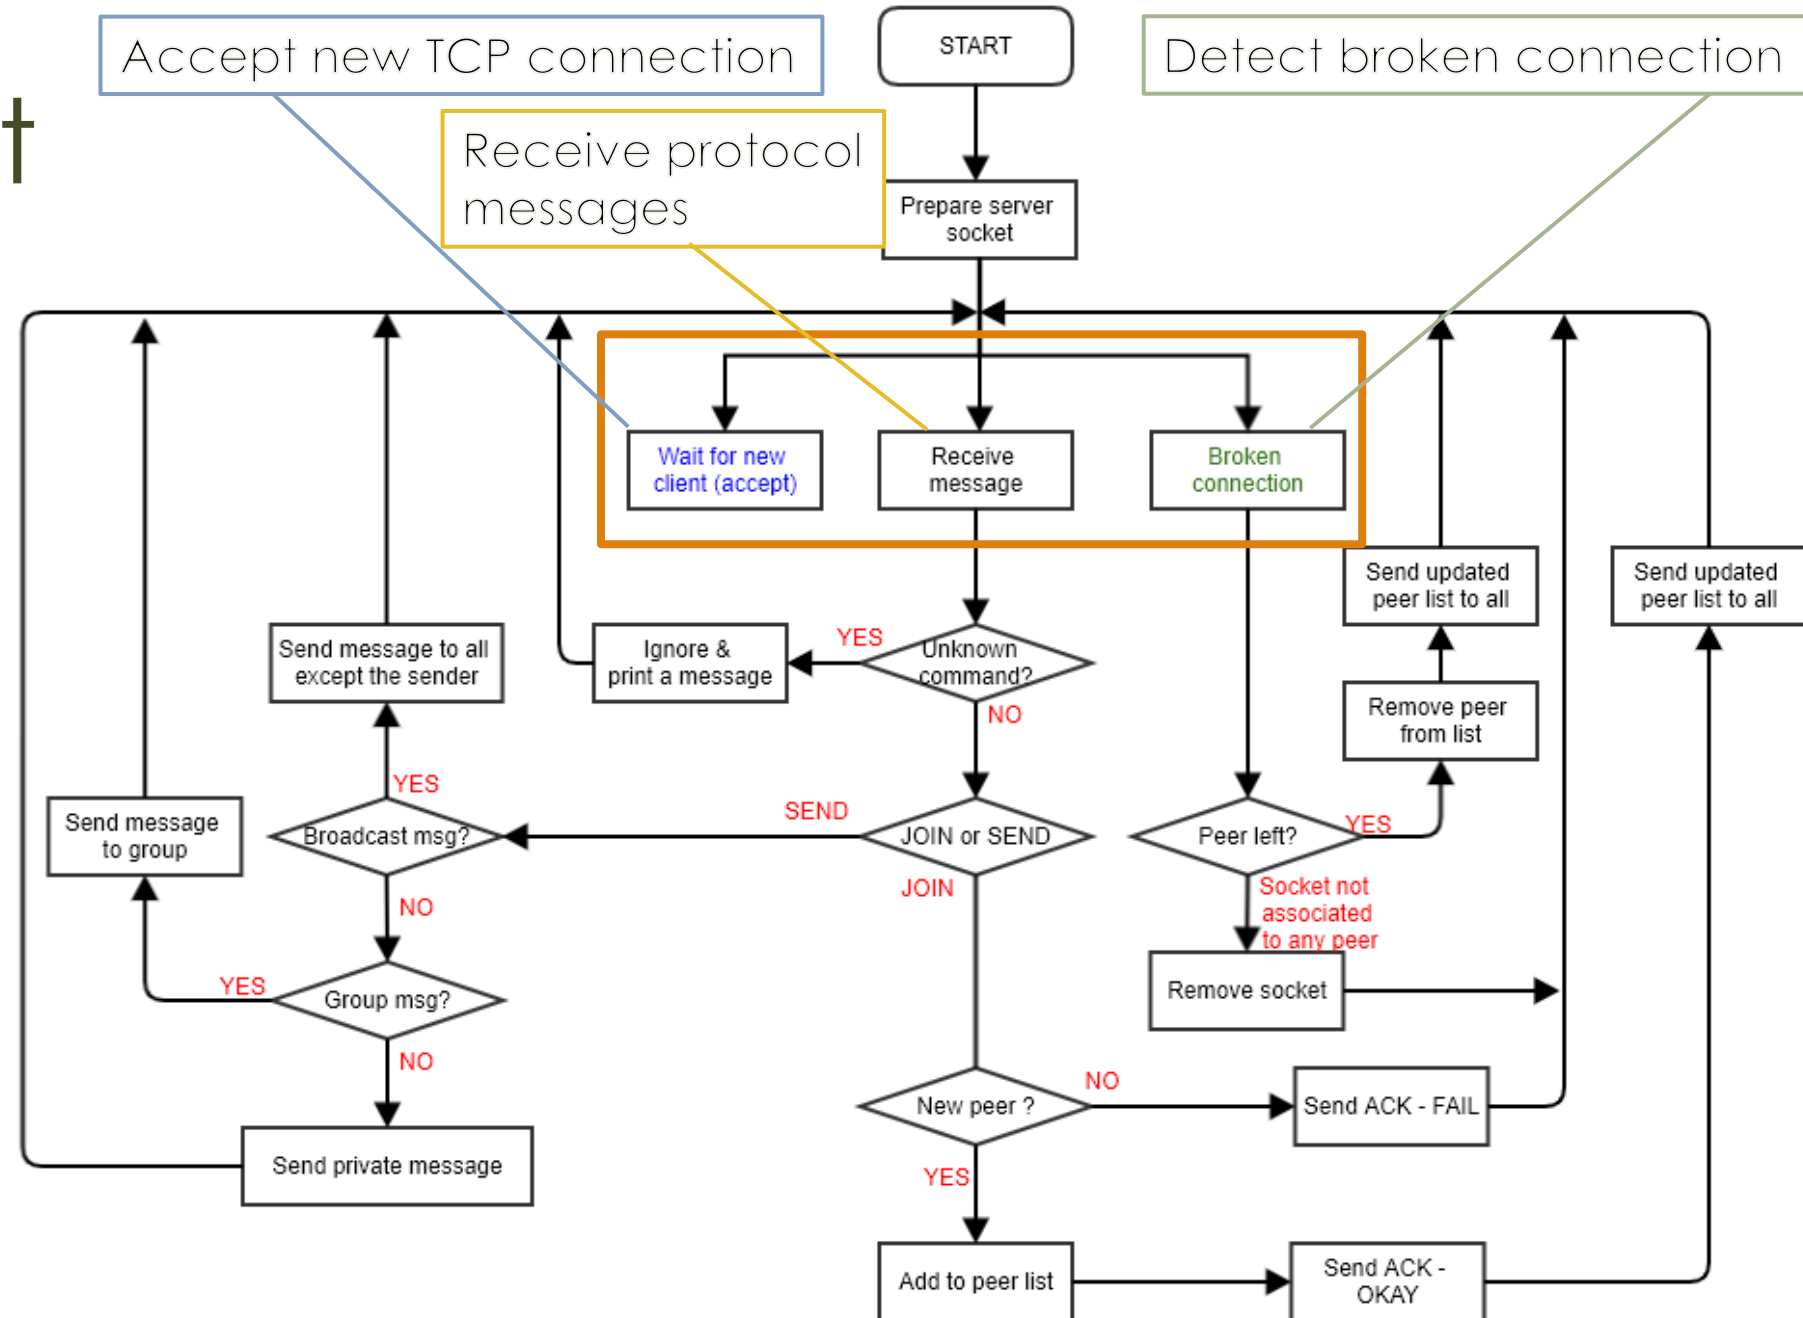 Accept new TCP connection
START
Detect broken connection
t
Receive protocol
messages
Prepare server
socket
Wait for new
client (accept)
Receive
message
Broken
connection
Send updated
peer list to all
Send updated
peer list to all
Send message to all
except the sender
Ignore &
print a message
YES
Unknown
command?
NO
Remove peer
from list
Send message
to group
YES
Broadcast msg?
SEND
JOIN or SEND
JOIN
Peer left?
YES
Socket not
associated
to any peer
NO
YES
Group msg?
Remove socket
NO
New peer ?
NO
Send ACK - FAIL
Send private message
YES
Add to peer list
Send ACK -
OKAY